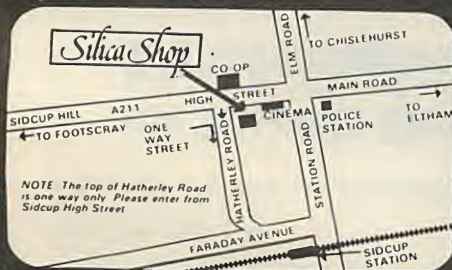 Silica Shop
CO OP
ELM ROAD
TO CHISLEHURST
MAIN ROAD
HIGH STREET
SIDCUP HILL A211
CINEMA
POLICE
STATION
TO
ELTHAM
TO FOOTSCRAY
ONE
WAY
STREET
HATHERLEY ROAD
STATION ROAD
NOTE The top of Hatherley Road
is one way only Please enter from
Sidcup High Street
FARADAY AVENUE
SIDCUP
STATION